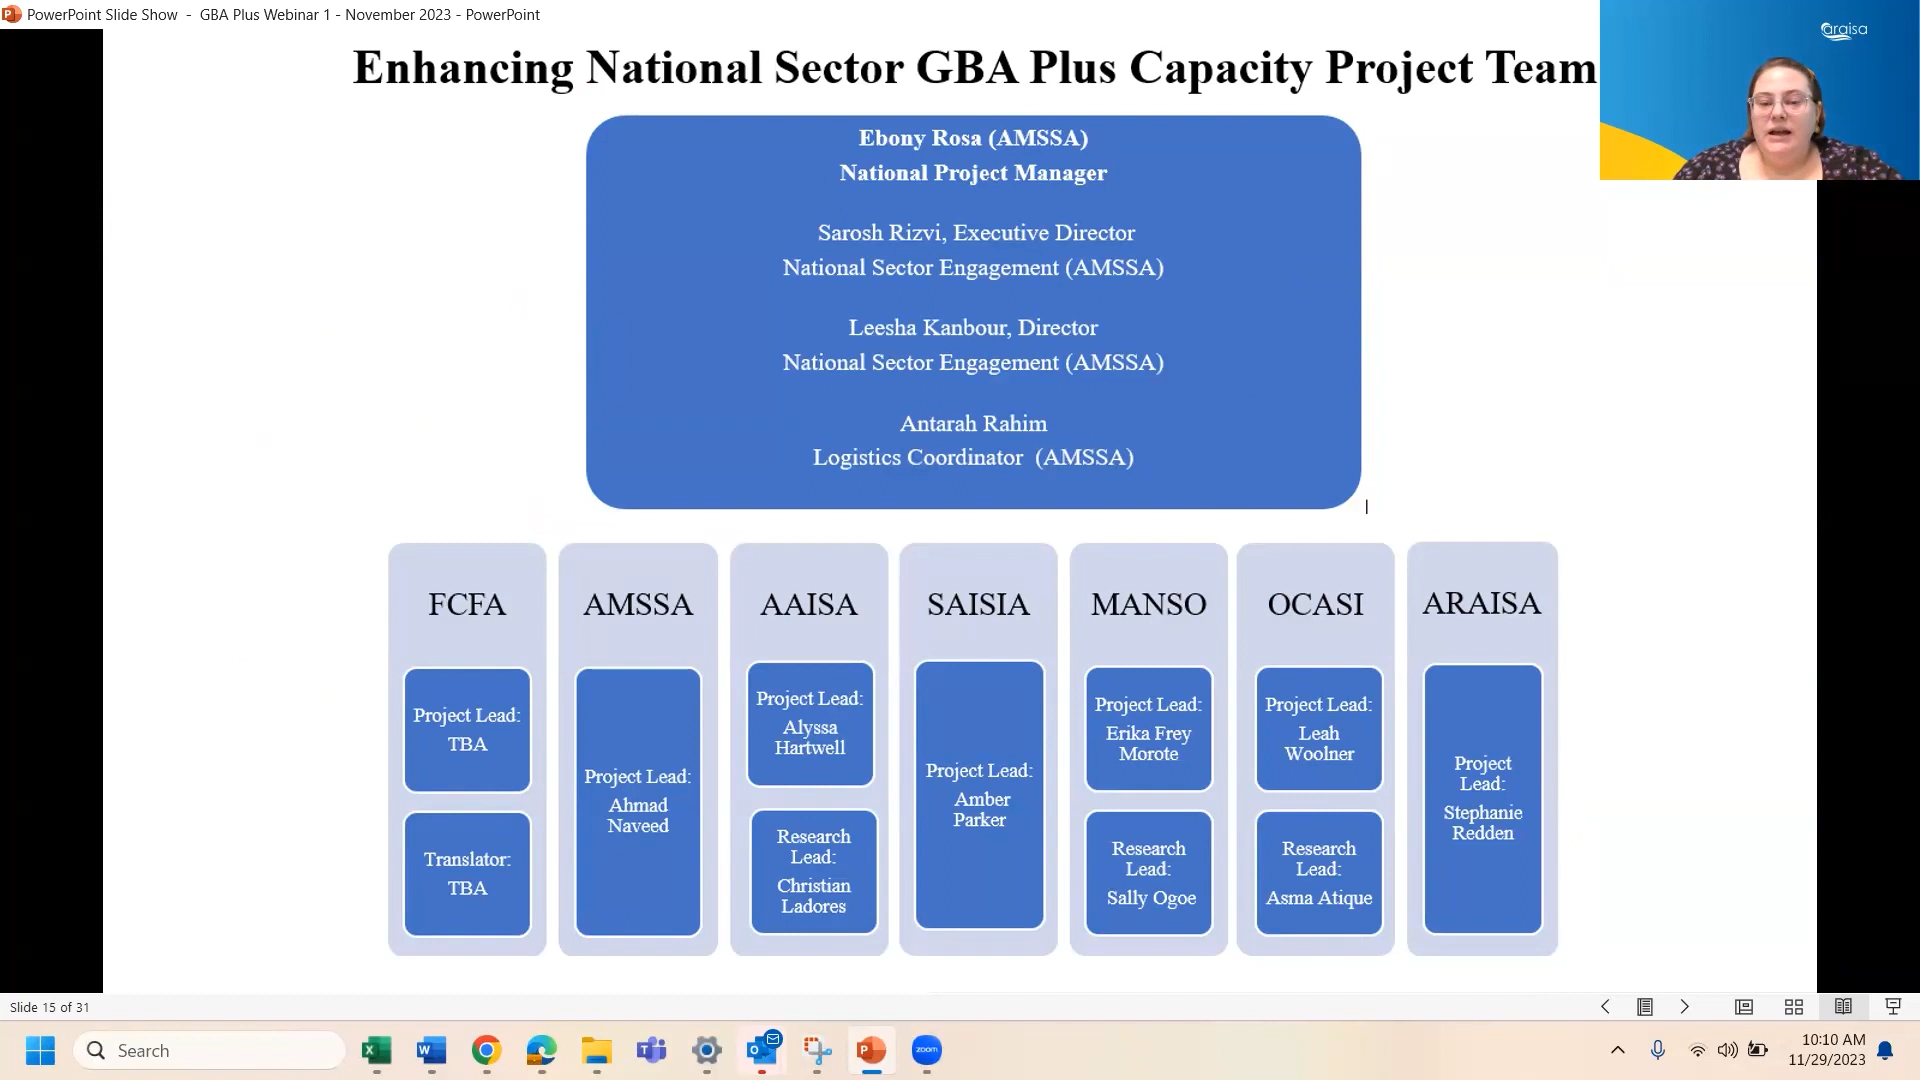 PowerPoint Slide Show - GBA Plus Webinar 1 - November 2023 - PowerPoint
araisa
Enhancing National Sector GBA Plus Capacity Project Team
Ebony Rosa (AMSSA)
National Project Manager
Sarosh Rizvi, Executive Director
National Sector Engagement (AMSSA)
Leesha Kanbour, Director
National Sector Engagement (AMSSA)
Antarah Rahim
Logistics Coordinator (AMSSA)
FCFA
Project Lead:
TBA
Translator:
TBA
AMSSA
Project Lead:
Ahmad
Naveed
AAISA
Project Lead:
Alyssa
Hartwell
Research
Lead:
Christian
Ladores
SAISIA
Project Lead:
Amber
Parker
MANSO
Project Lead:
Erika Frey
Morote
Research
Lead:
Sally Ogoe
OCASI
Project Lead:
Leah
Woolner
Research
Lead:
Asma Atique
ARAISA
Project
Lead:
Stephanie
Redden
Slide 15 of 31
Search
zoom
10:10 AM
11/29/2023